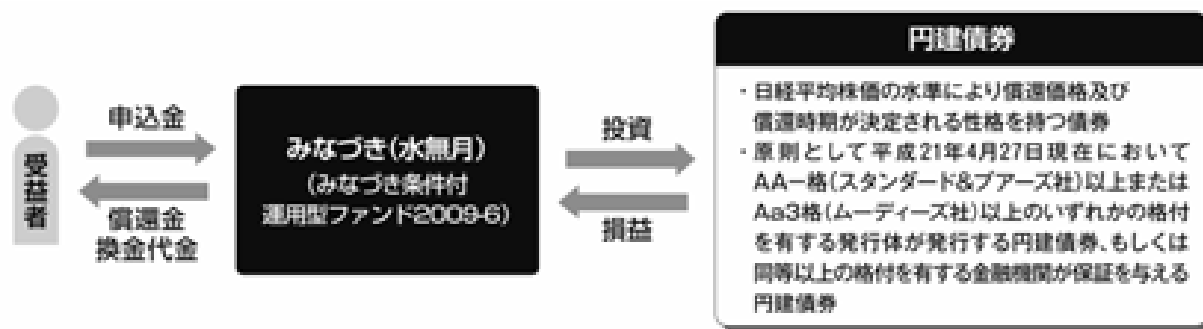 受益者
申込金
償還金
換金代金
みなづき(水無月)
(みなづき条件付
運用型ファンド2009-6)
投資
損益
円建債券
・日経平均株価の水準により償還価格及び
償還時期が決定される性格を持つ債券
・原則として平成21年4月27日現在において
AA-格(スタンダード&プアーズ社)以上または
Aa3格(ムーディーズ社)以上のいずれかの格付
を有する発行体が発行する円建債券、もしくは
同等以上の格付を有する金融機関が保証を与える
円建債券